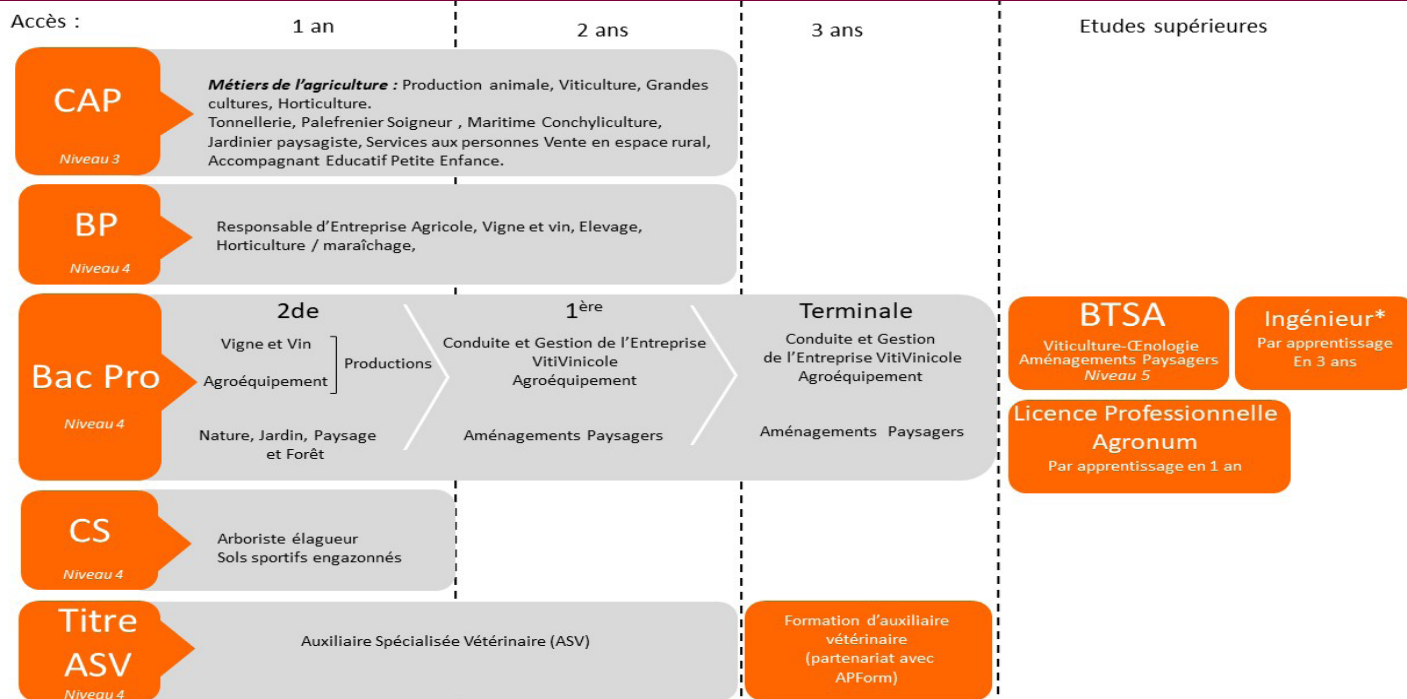 Accès :
1 an
2 ans
3 ans
Etudes supérieures
CAP
Niveau 3
Métiers de l’agriculture : Production animale, Viticulture, Grandes
cultures, Horticulture.
Tonnellerie, Palefrenier Soigneur , Maritime Conchyliculture,
Jardinier paysagiste, Services aux personnes Vente en espace rural,
Accompagnant Educatif Petite Enfance.
BP
Niveau 4
Responsable d’Entreprise Agricole, Vigne et vin, Elevage,
Horticulture / maraîchage,
Bac Pro
Niveau 4
2de
Vigne et Vin
Agroéquipement
Productions
Nature, Jardin, Paysage
et Forêt
1ère
Conduite et Gestion de l’Entreprise
VitiVinicole
Agroéquipement
Aménagements Paysagers
Terminale
Conduite et Gestion
de l’Entreprise VitiVinicole
Agroéquipement
Aménagements Paysagers
BTSA
Viticulture-Œnologie
Aménagements Paysagers
Niveau 5
Ingénieur*
Par apprentissage
En 3 ans
Licence Professionnelle
Agronum
Par apprentissage en 1 an
CS
Niveau 4
Arboriste élagueur
Sols sportifs engazonnés
Titre
ASV
Niveau 4
Auxiliaire Spécialisée Vétérinaire (ASV)
Formation d’auxiliaire
vétérinaire
(partenariat avec
APForm)